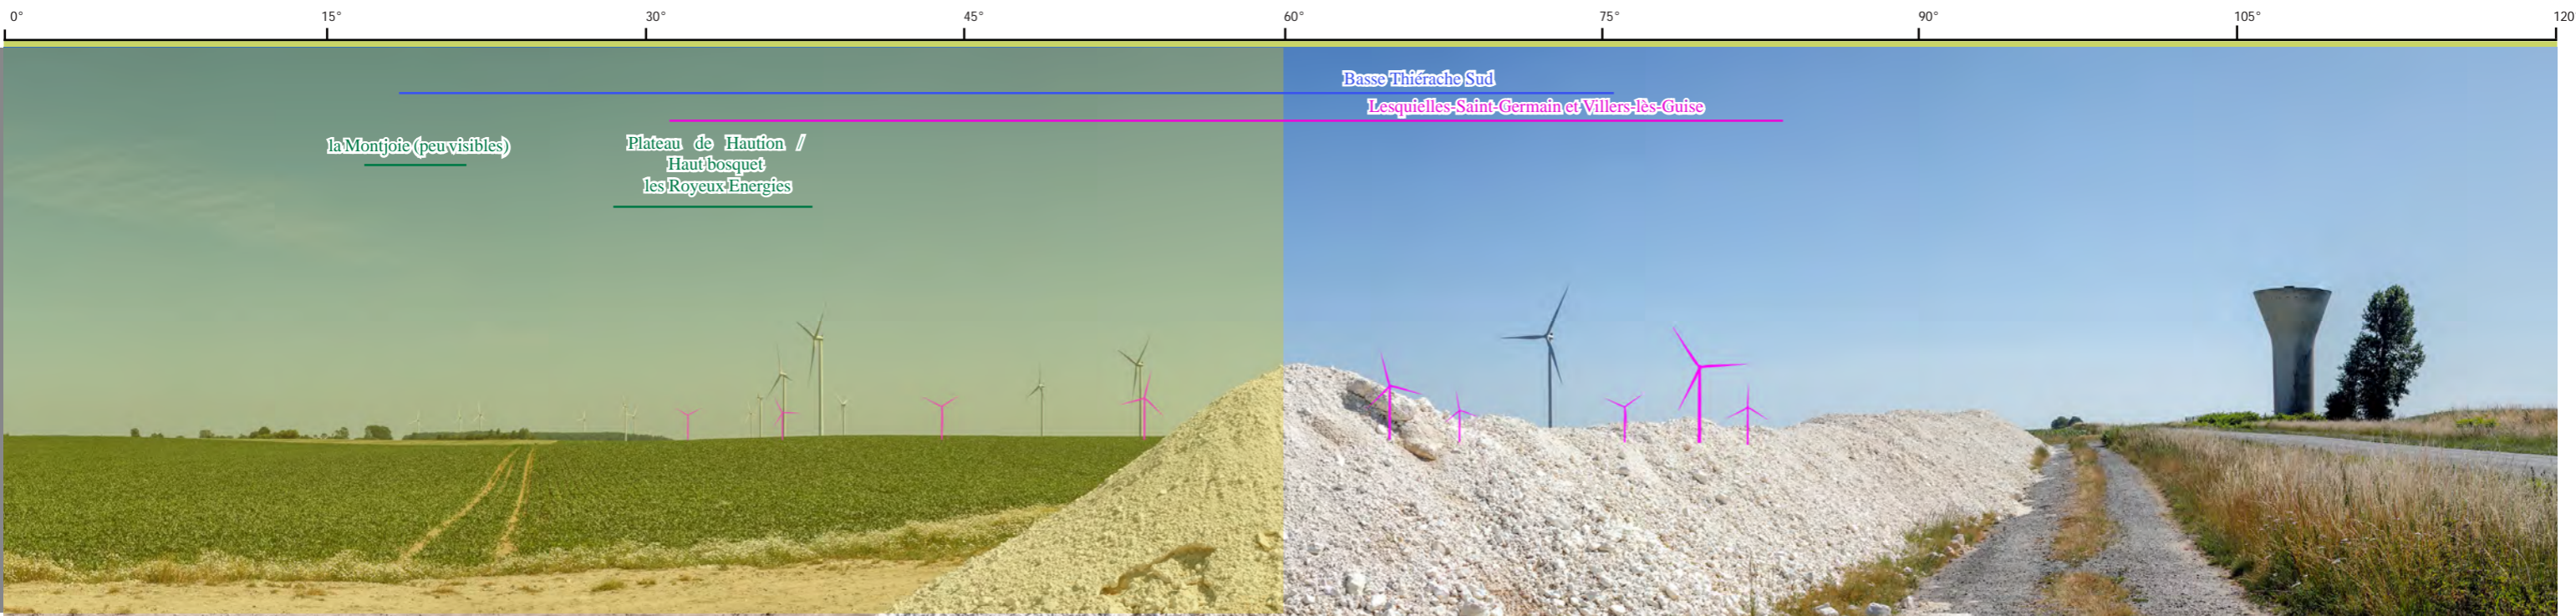 0° 15° 30° 45° 60° 75° 90° 105° 120
Basse Thiérache Sud
Lesquielles-Saint-Germain et Villers-lès-Guise
la Montjoie (peu visibles)
Plateau de Haution /
Haut bosquet
les Royeux Energies